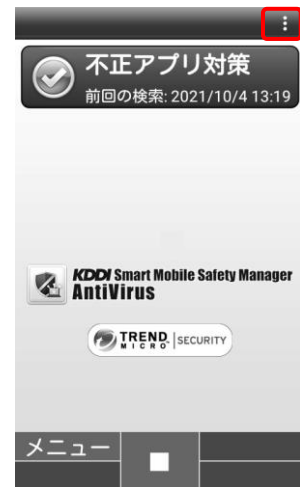 不正アプリ対策
前回の検索: 2021/10/4 13:19
KDDI Smart Mobile Safety Manager
AntiVirus
TREND MICRO SECURITY
メニュー